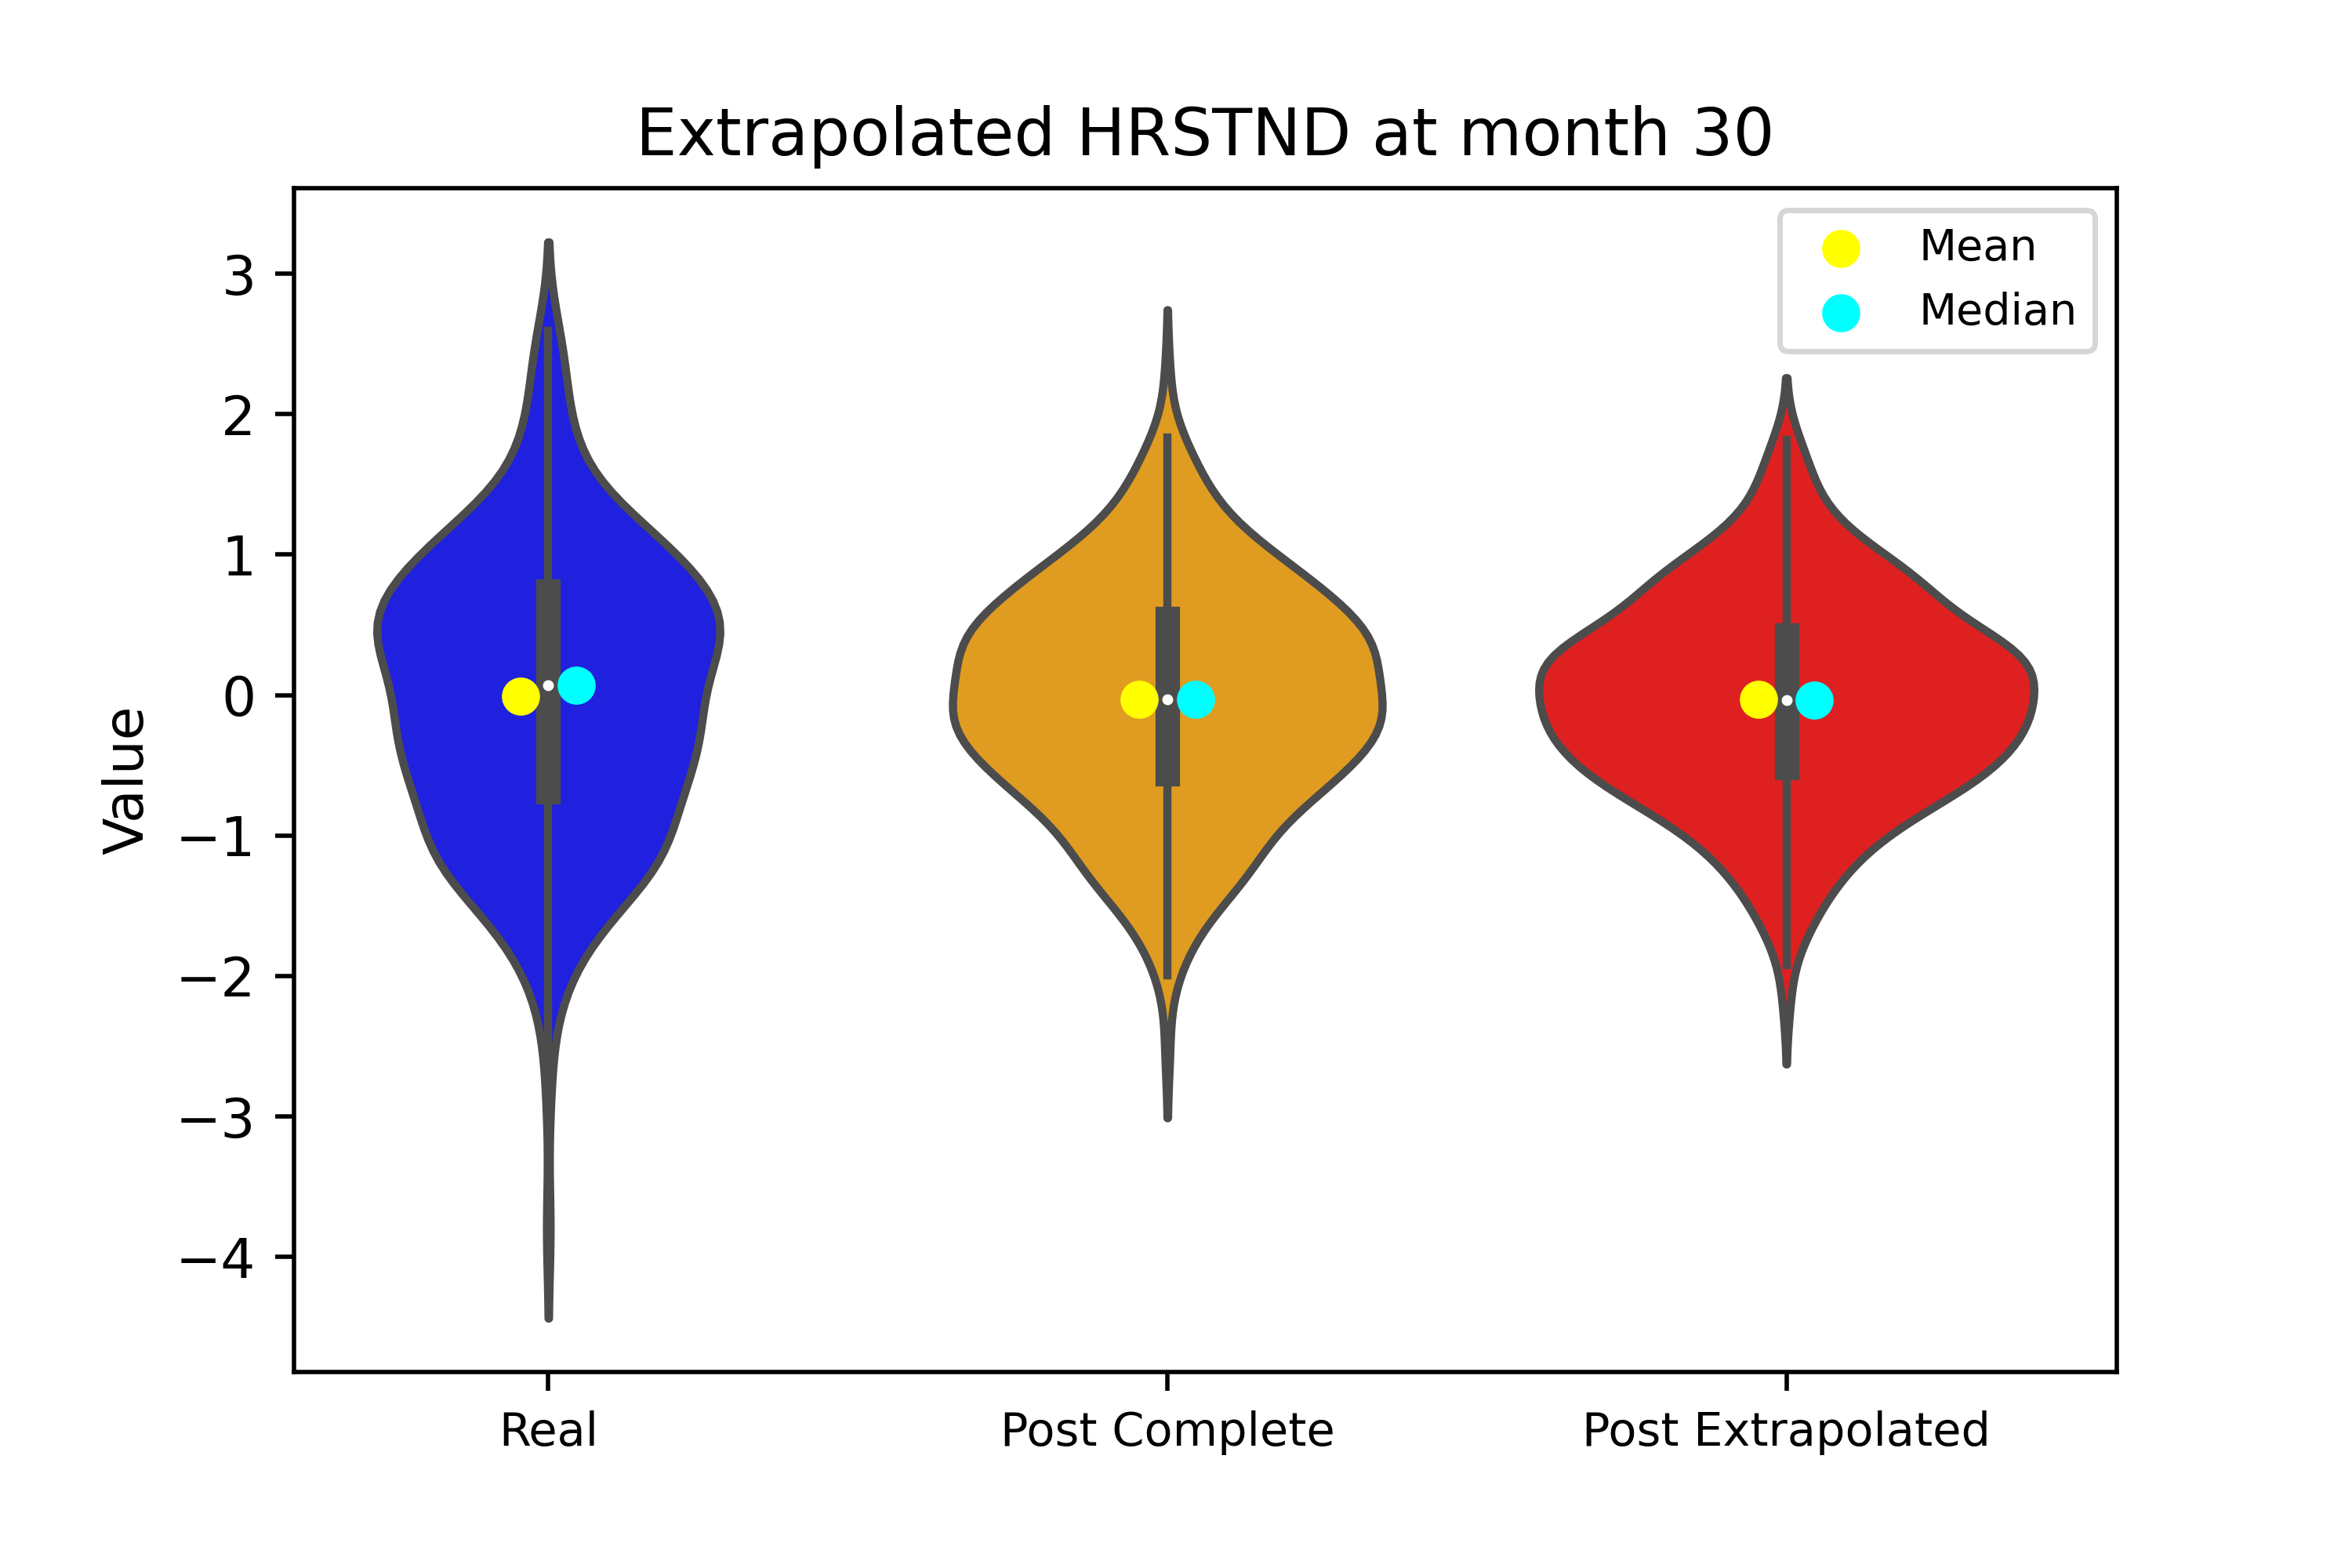 Extrapolated HRSTND at month 30
Mean
Median
3
2
1
0
−1
−2
−3
−4
Value
Real
Post Complete
Post Extrapolated